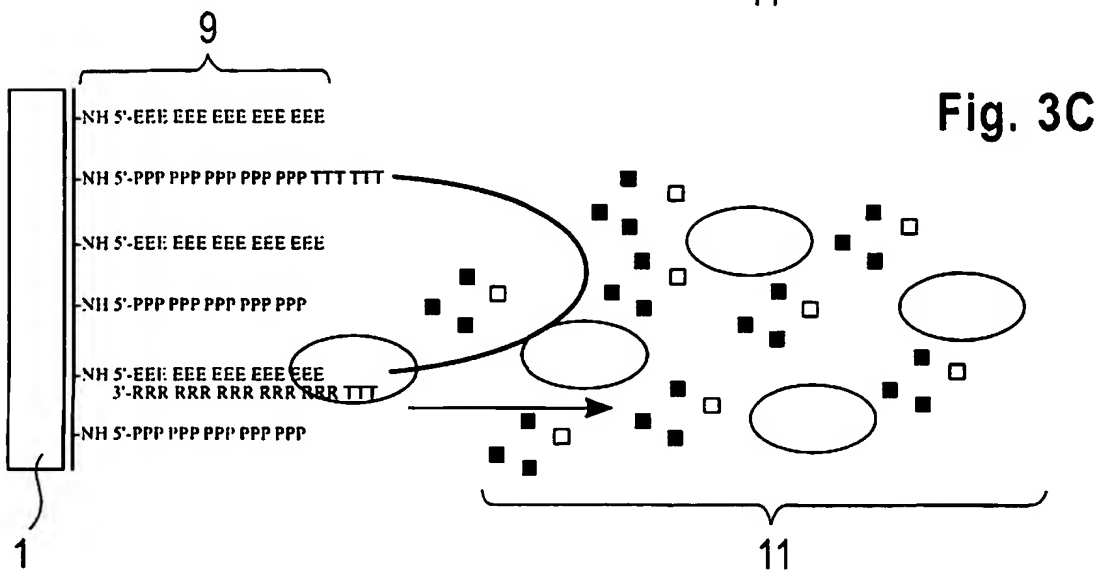 9
Fig. 3C
-NH 5'-EEE EEE EEE EEE EEE
-NH 5'-PPP PPP PPP PPP PPP TTT TTT
-NH 5'-EEE EEE EEE EEE EEE
-NH 5'-PPP PPP PPP PPP PPP
-NH 5'-EEE EEE EEE EEE EEE
3'-RRR RRR RRR RRR RRR TTT
-NH 5'-PPP PPP PPP PPP PPP
1
11